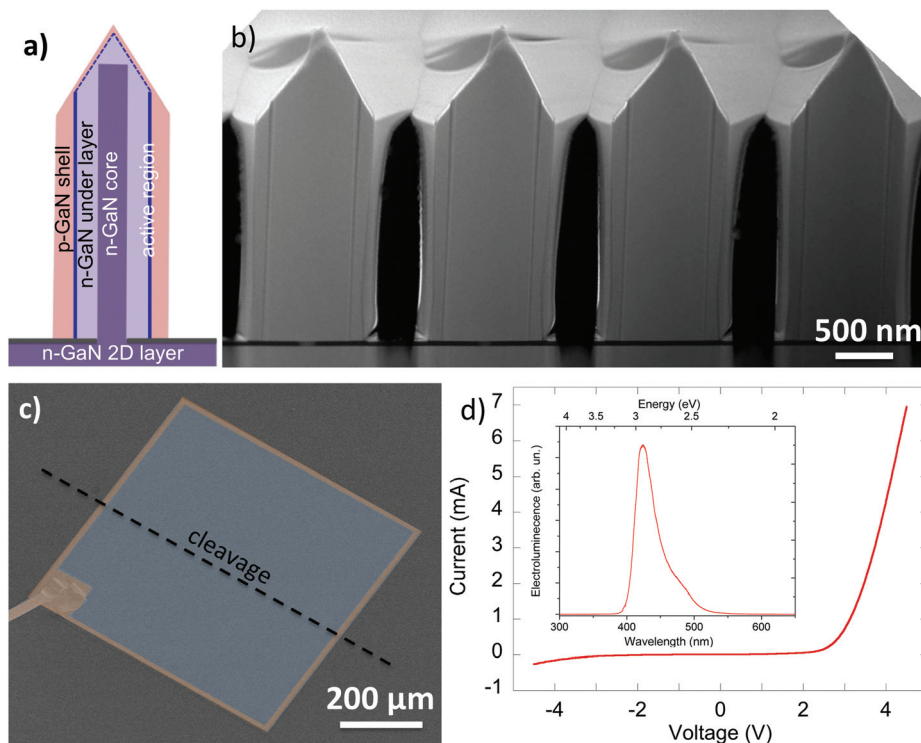 a)
p-GaN shell
n-GaN under layer
n-GaN core
active region
n-GaN 2D layer
b)
500 nm
c)
cleavage
200 µm
d)
7
6
5
4
3
2
1
0
-1
Current (mA)
-4 -2 0 2 4
Voltage (V)
Energy (eV)
4 3.5 3 2.5 2
Electroluminecence (arb. un.)
300 400 500 600
Wavelength (nm)